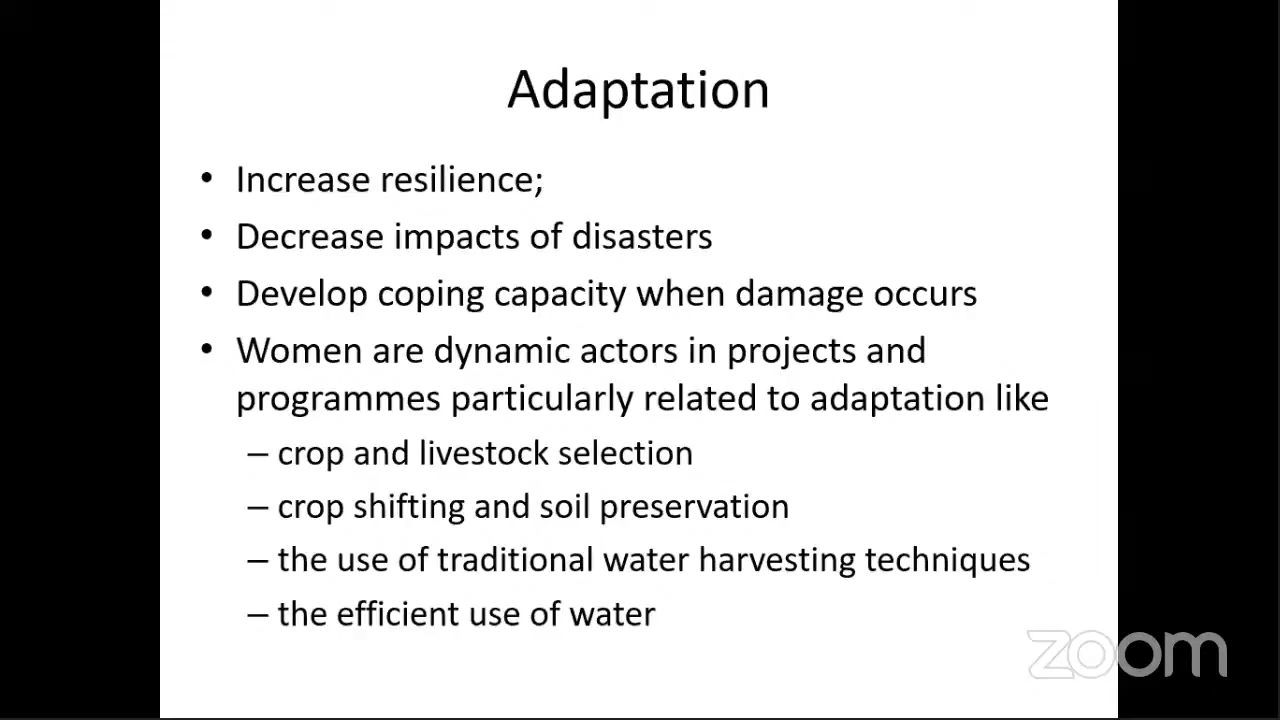 Adaptation
• Increase resilience;
• Decrease impacts of disasters
• Develop coping capacity when damage occurs
• Women are dynamic actors in projects and
programmes particularly related to adaptation like
– crop and livestock selection
– crop shifting and soil preservation
– the use of traditional water harvesting techniques
– the efficient use of water
zoom